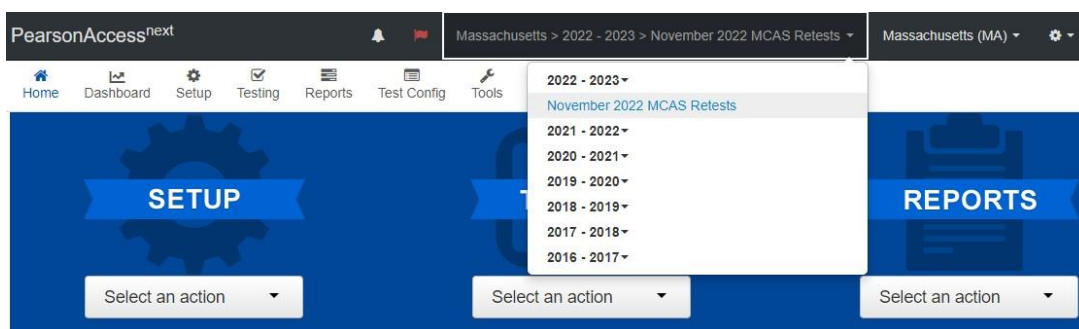 PearsonAccessnext
Massachusetts > 2022 - 2023 > November 2022 MCAS Retests
Massachusetts (MA)
Home
Dashboard
Setup
Testing
Reports
Test Config
Tools
2022 - 2023
November 2022 MCAS Retests
2021 - 2022
2020 - 2021
2019 - 2020
2018 - 2019
2017 - 2018
2016 - 2017
SETUP
REPORTS
Select an action
Select an action
Select an action